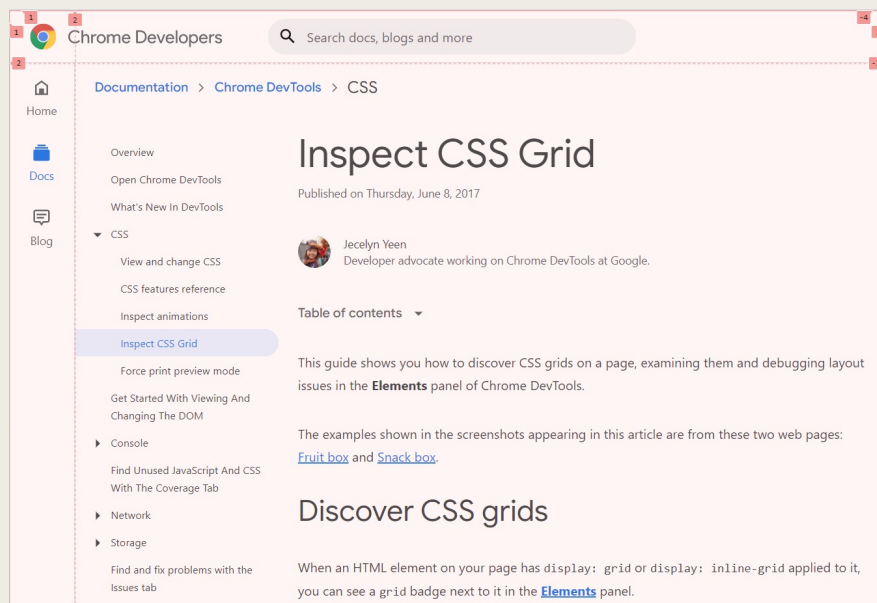 1
2
-4
1
Chrome Developers
Search docs, blogs and more
2
Documentation > Chrome DevTools > CSS
Home
Docs
Blog
Overview
Open Chrome DevTools
What's New In DevTools
CSS
View and change CSS
CSS features reference
Inspect animations
Inspect CSS Grid
Force print preview mode
Get Started With Viewing And
Changing The DOM
Console
Find Unused JavaScript And CSS
With The Coverage Tab
Network
Storage
Find and fix problems with the
Issues tab
Inspect CSS Grid
Published on Thursday, June 8, 2017
Jecelyn Yeen
Developer advocate working on Chrome DevTools at Google.
Table of contents
This guide shows you how to discover CSS grids on a page, examining them and debugging layout
issues in the Elements panel of Chrome DevTools.
The examples shown in the screenshots appearing in this article are from these two web pages:
Fruit box and Snack box.
Discover CSS grids
When an HTML element on your page has display: grid or display: inline-grid applied to it,
you can see a grid badge next to it in the Elements panel.